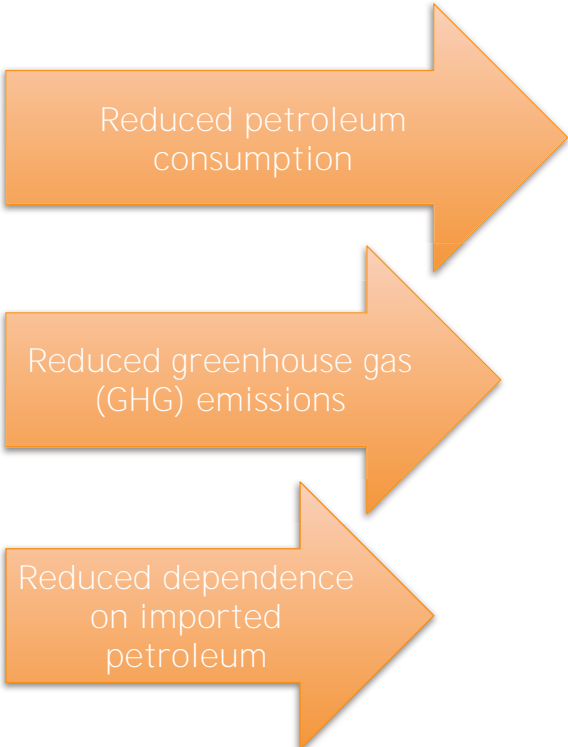 Reduced petroleum
consumption
Reduced greenhouse gas
(GHG) emissions
Reduced dependence
on imported
petroleum